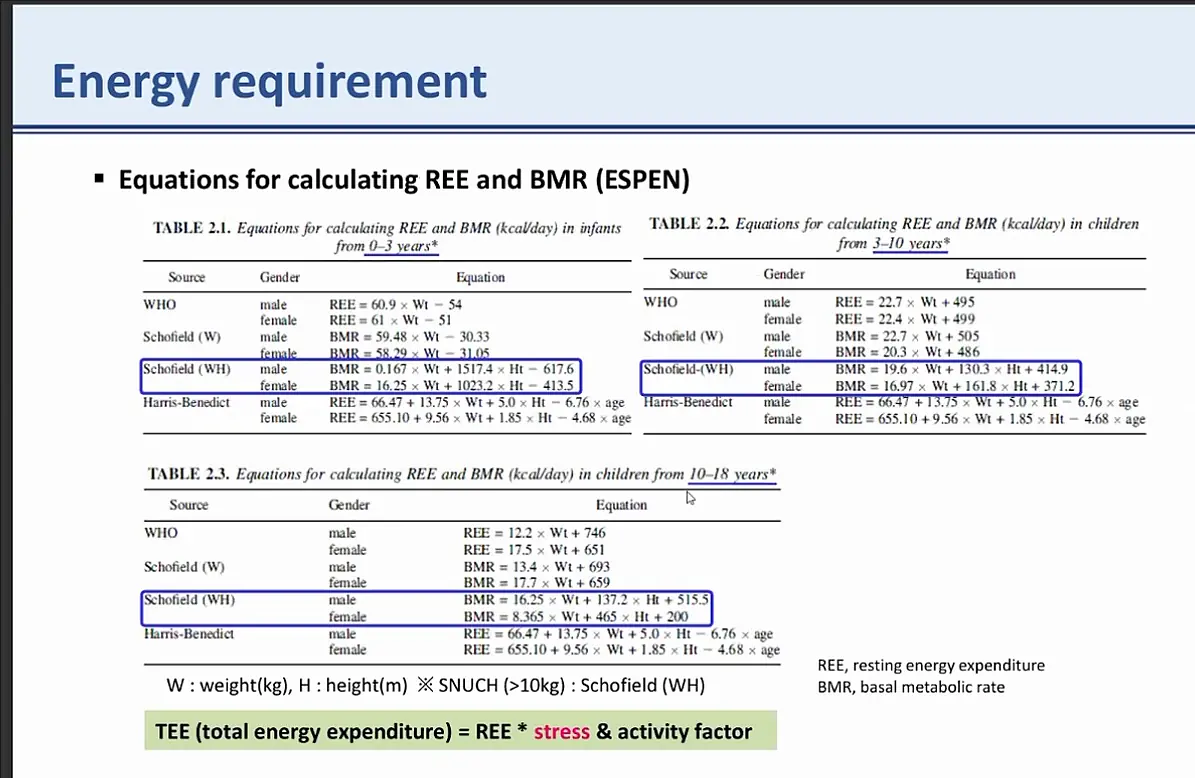 Energy requirement
▪ Equations for calculating REE and BMR (ESPEN)
TABLE 2.1. Equations for calculating REE and BMR (kcal/day) in infants
from 0–3 years*
Source Gender Equation
WHO male REE = 60.9 × Wt − 54
female REE = 61 × Wt − 51
Schofield (W) male BMR = 59.48 × Wt − 30.33
female BMR = 58.29 × Wt − 31.05
Schofield (WH) male BMR = 0.167 × Wt + 1517.4 × Ht − 617.6
female BMR = 16.25 × Wt + 1023.2 × Ht − 413.5
Harris-Benedict male REE = 66.47 + 13.75 × Wt + 5.0 × Ht − 6.76 × age
female REE = 655.10 + 9.56 × Wt + 1.85 × Ht − 4.68 × age
TABLE 2.2. Equations for calculating REE and BMR (kcal/day) in children
from 3–10 years*
Source Gender Equation
WHO male REE = 22.7 × Wt + 495
female REE = 22.4 × Wt + 499
Schofield (W) male BMR = 22.7 × Wt + 505
female BMR = 20.3 × Wt + 486
Schofield-(WH) male BMR = 19.6 × Wt + 130.3 × Ht + 414.9
female BMR = 16.97 × Wt + 161.8 × Ht + 371.2
Harris-Benedict male REE = 66.47 + 13.75 × Wt + 5.0 × Ht − 6.76 × age
female REE = 655.10 + 9.56 × Wt + 1.85 × Ht − 4.68 × age
TABLE 2.3. Equations for calculating REE and BMR (kcal/day) in children from 10–18 years*
Source Gender Equation
WHO male REE = 12.2 × Wt + 746
female REE = 17.5 × Wt + 651
Schofield (W) male BMR = 13.4 × Wt + 693
female BMR = 17.7 × Wt + 659
Schofield (WH) male BMR = 16.25 × Wt + 137.2 × Ht + 515.5
female BMR = 8.365 × Wt + 465 × Ht + 200
Harris-Benedict male REE = 66.47 + 13.75 × Wt + 5.0 × Ht − 6.76 × age
female REE = 655.10 + 9.56 × Wt + 1.85 × Ht − 4.68 × age
W : weight(kg), H : height(m) ※ SNUCH (>10kg) : Schofield (WH)
REE, resting energy expenditure
BMR, basal metabolic rate
TEE (total energy expenditure) = REE * stress & activity factor